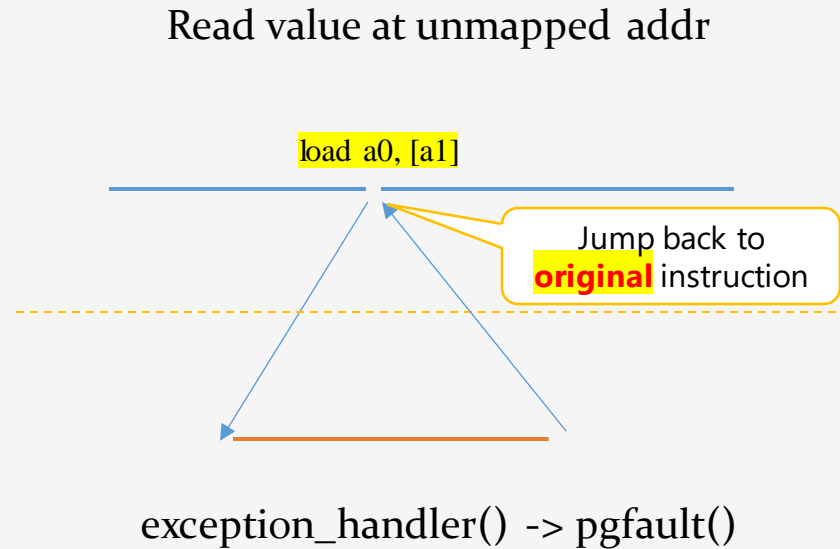 Read value at unmapped addr
load a0, [a1]
Jump back to
original instruction
exception_handler() -> pgfault()